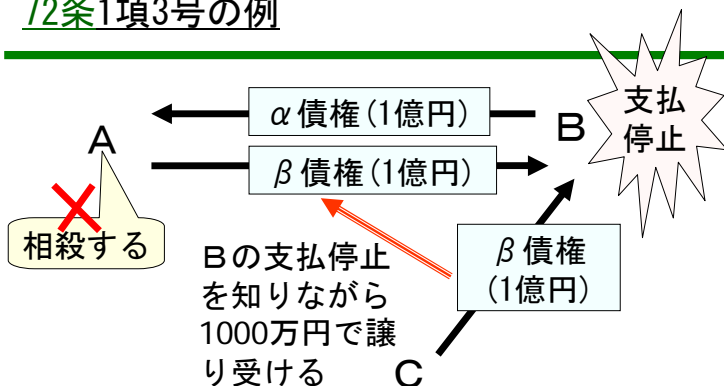 72条1項3号の例
支払
停止
α債権(1億円)
B
A
β債権(1億円)
相殺する
Bの支払停止
を知りながら
1000万円で譲
り受ける
β債権
(1億円)
C